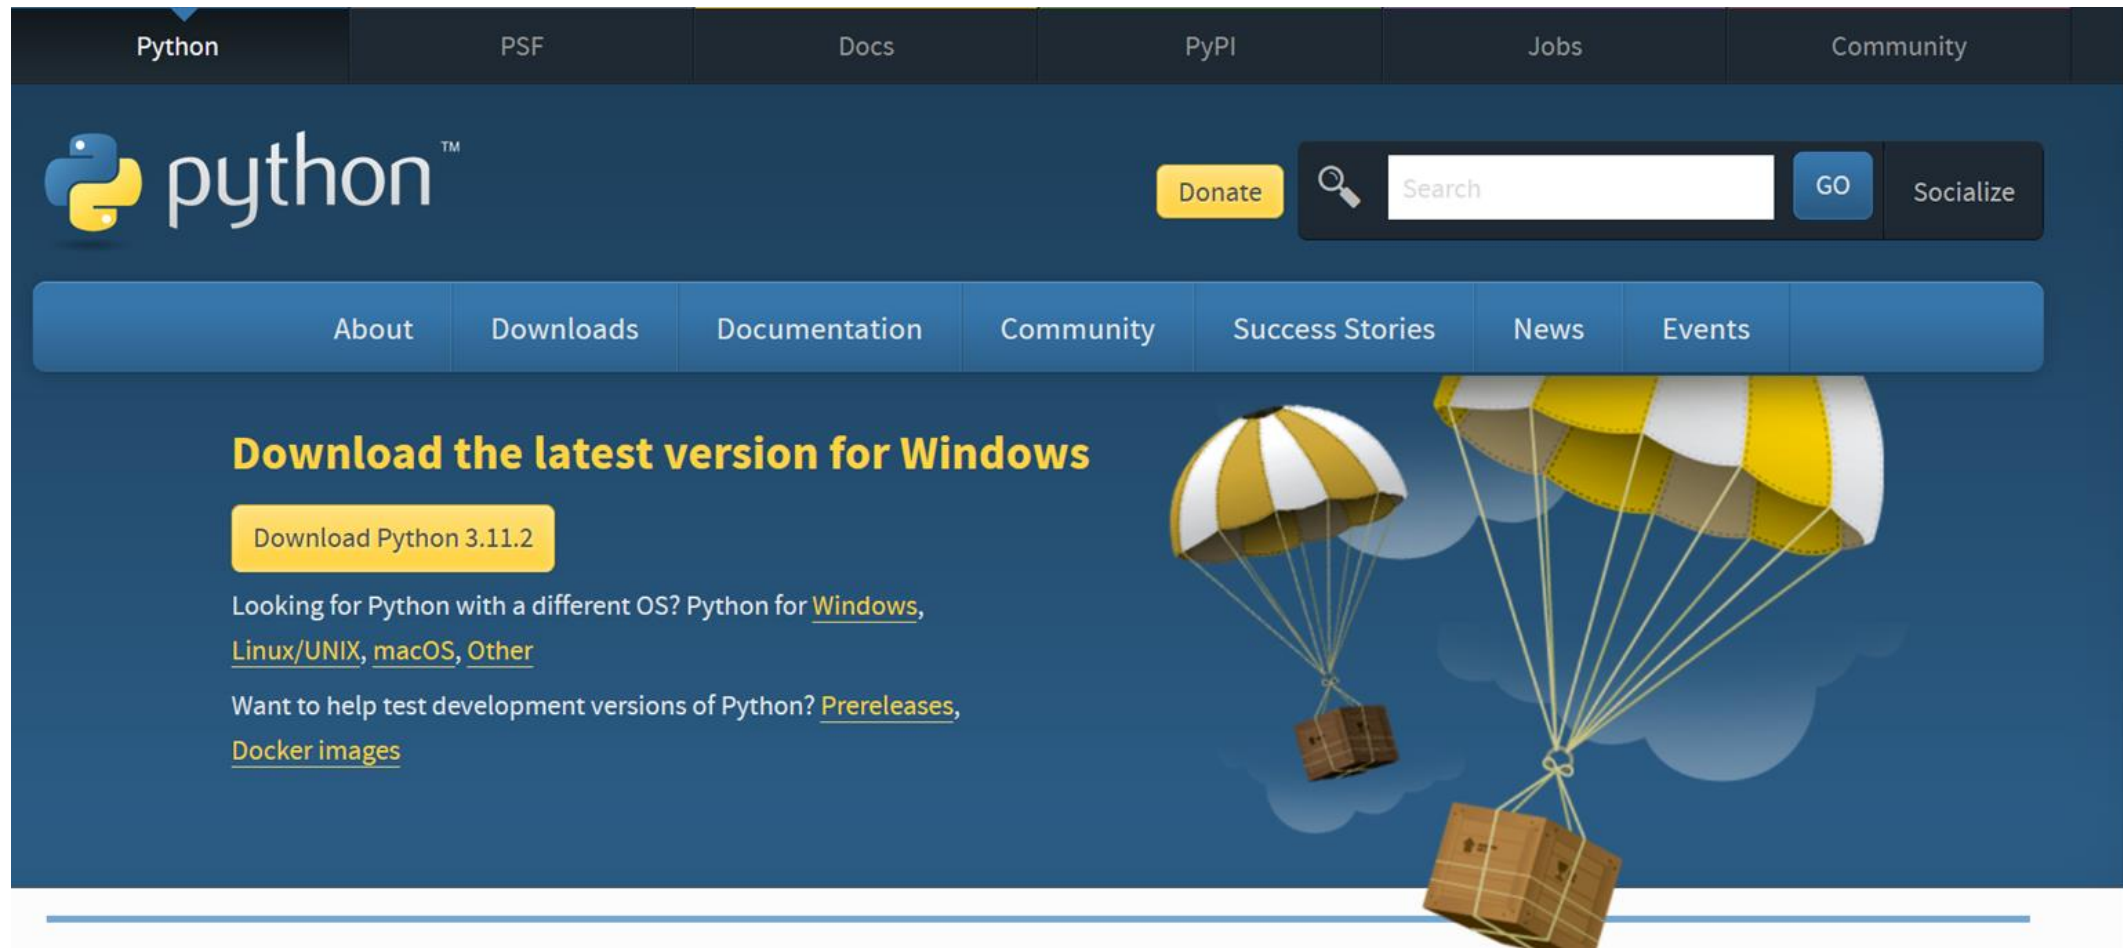 Python PSF Docs PyPI Jobs Community
python™
Donate Search GO Socialize
About Downloads Documentation Community Success Stories News Events
Download the latest version for Windows
Download Python 3.11.2
Looking for Python with a different OS? Python for Windows,
Linux/UNIX, macOS, Other
Want to help test development versions of Python? Prereleases,
Docker images